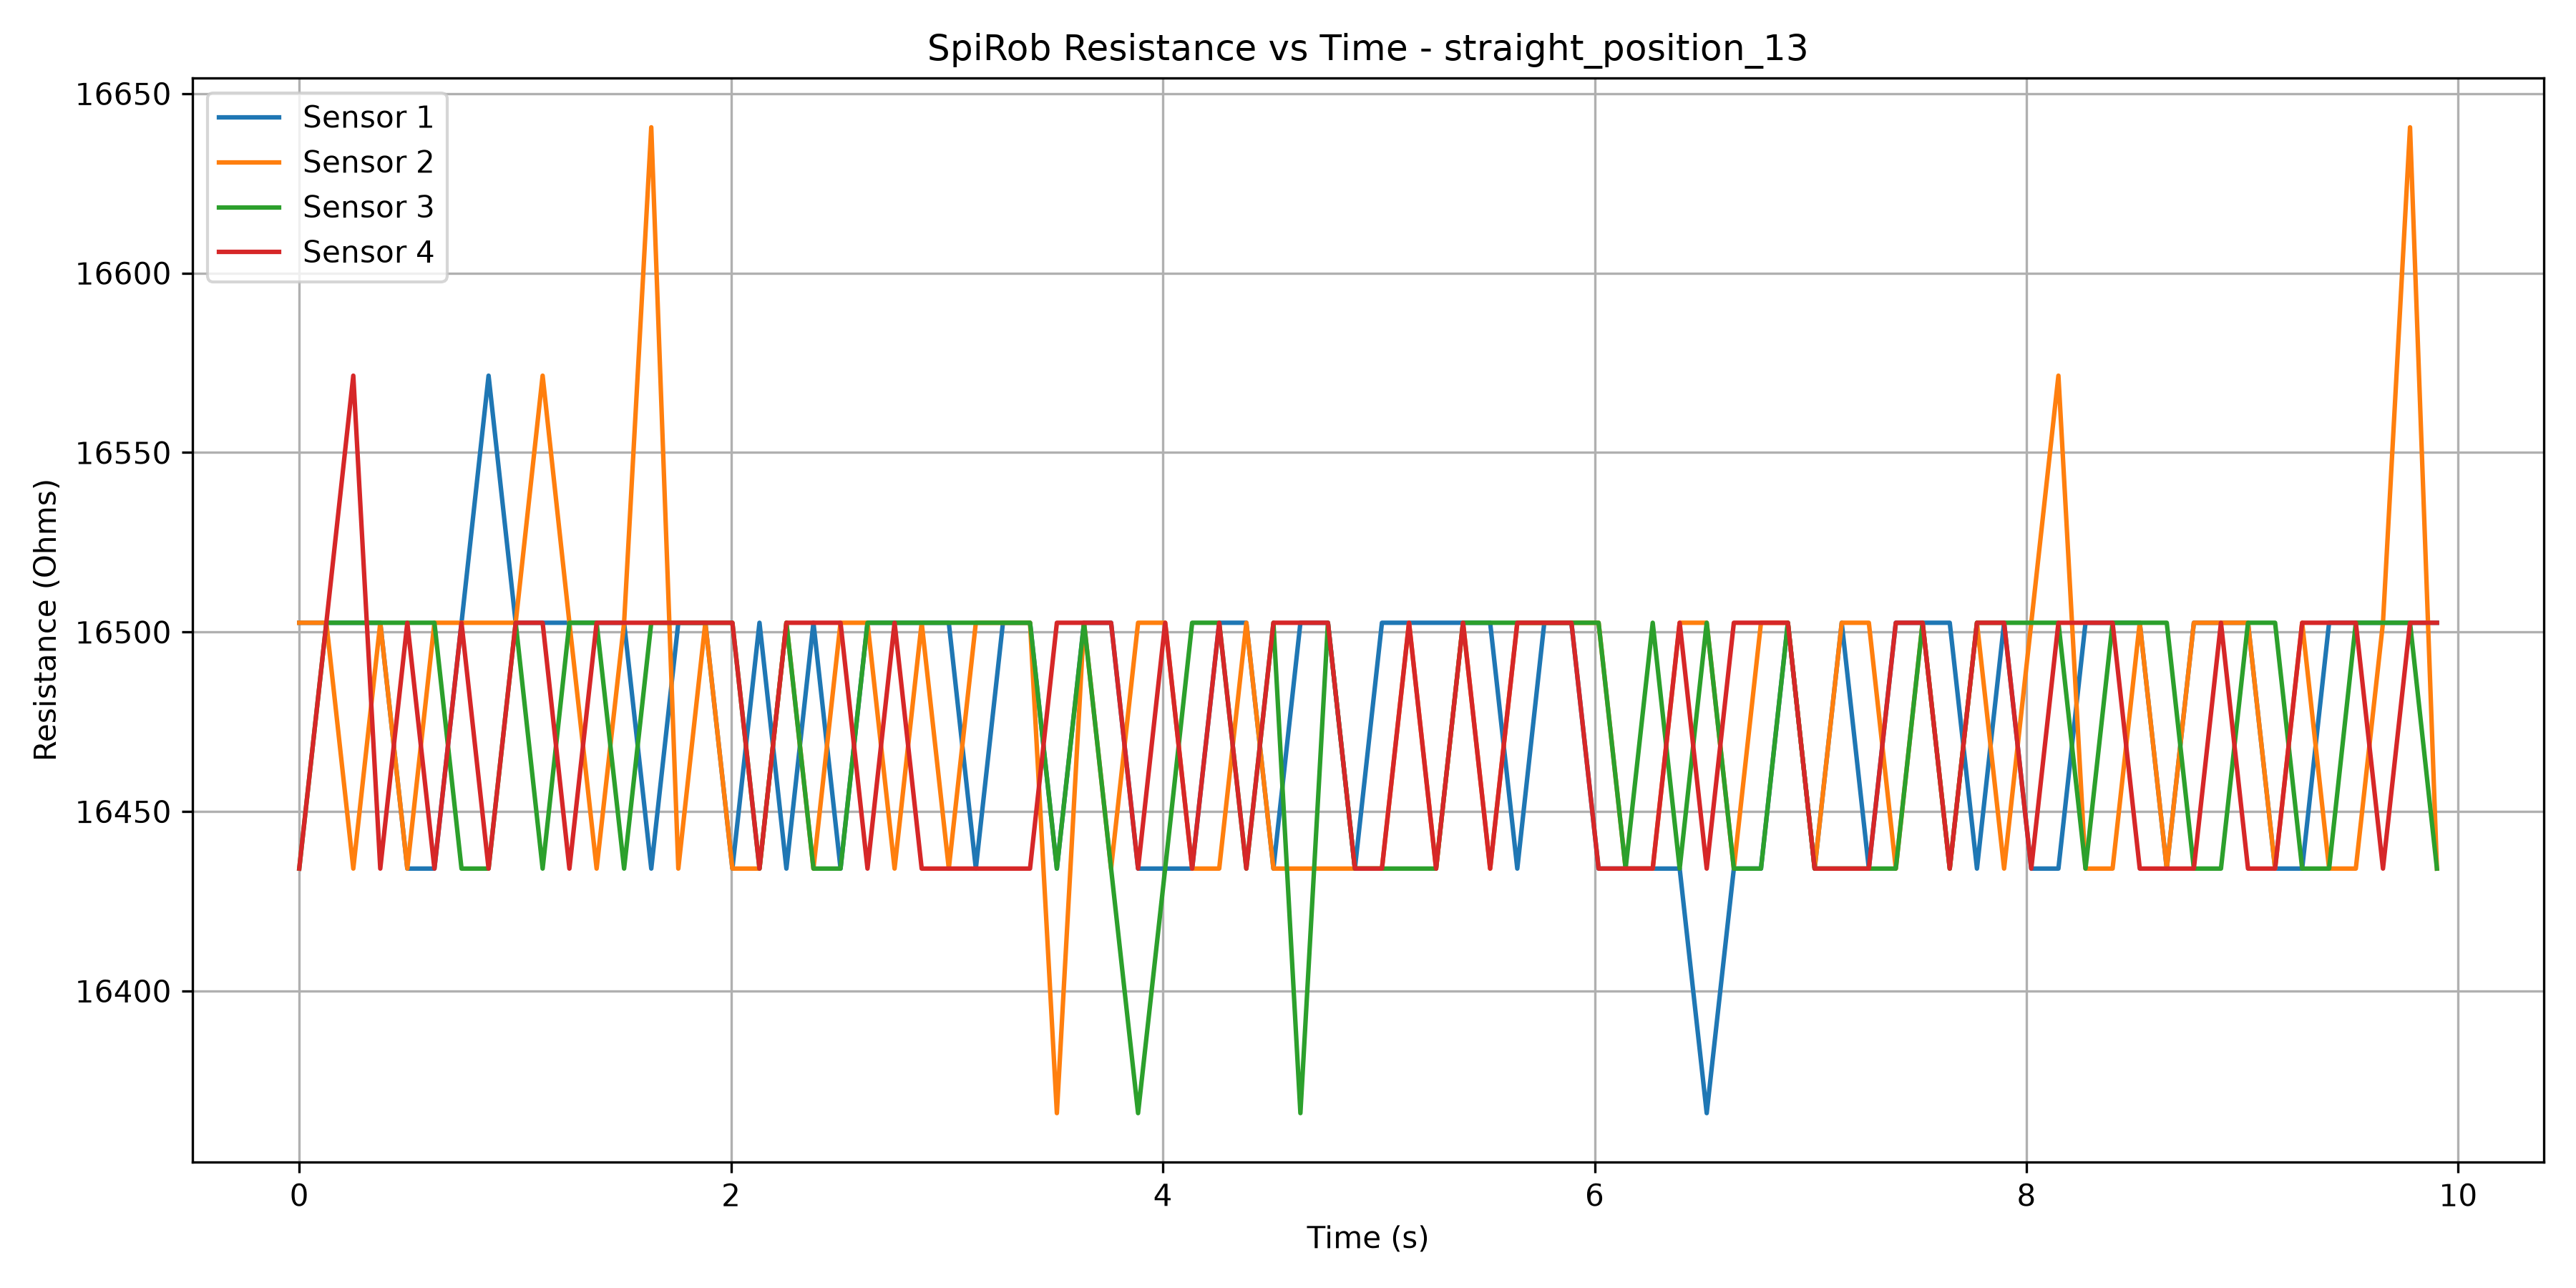 SpiRob Resistance vs Time - straight_position_13
16650
16600
16550
16500
16450
16400
Resistance (Ohms)
Sensor 1
Sensor 2
Sensor 3
Sensor 4
0 2 4 6 8 10
Time (s)